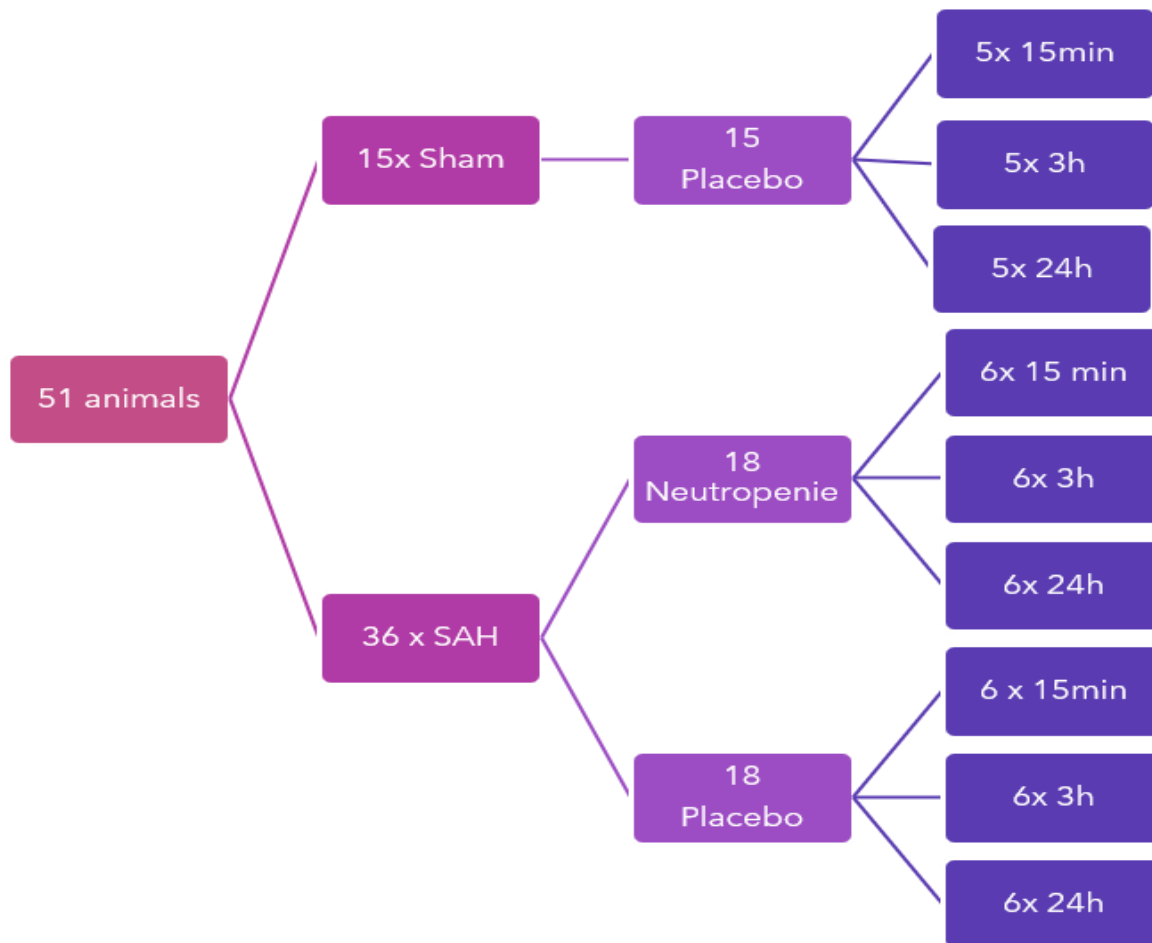 5x 15min
15x Sham
15
Placebo
5x 3h
5x 24h
51 animals
6x 15 min
18
Neutropenie
6x 3h
6x 24h
36 x SAH
6 x 15min
18
Placebo
6x 3h
6x 24h